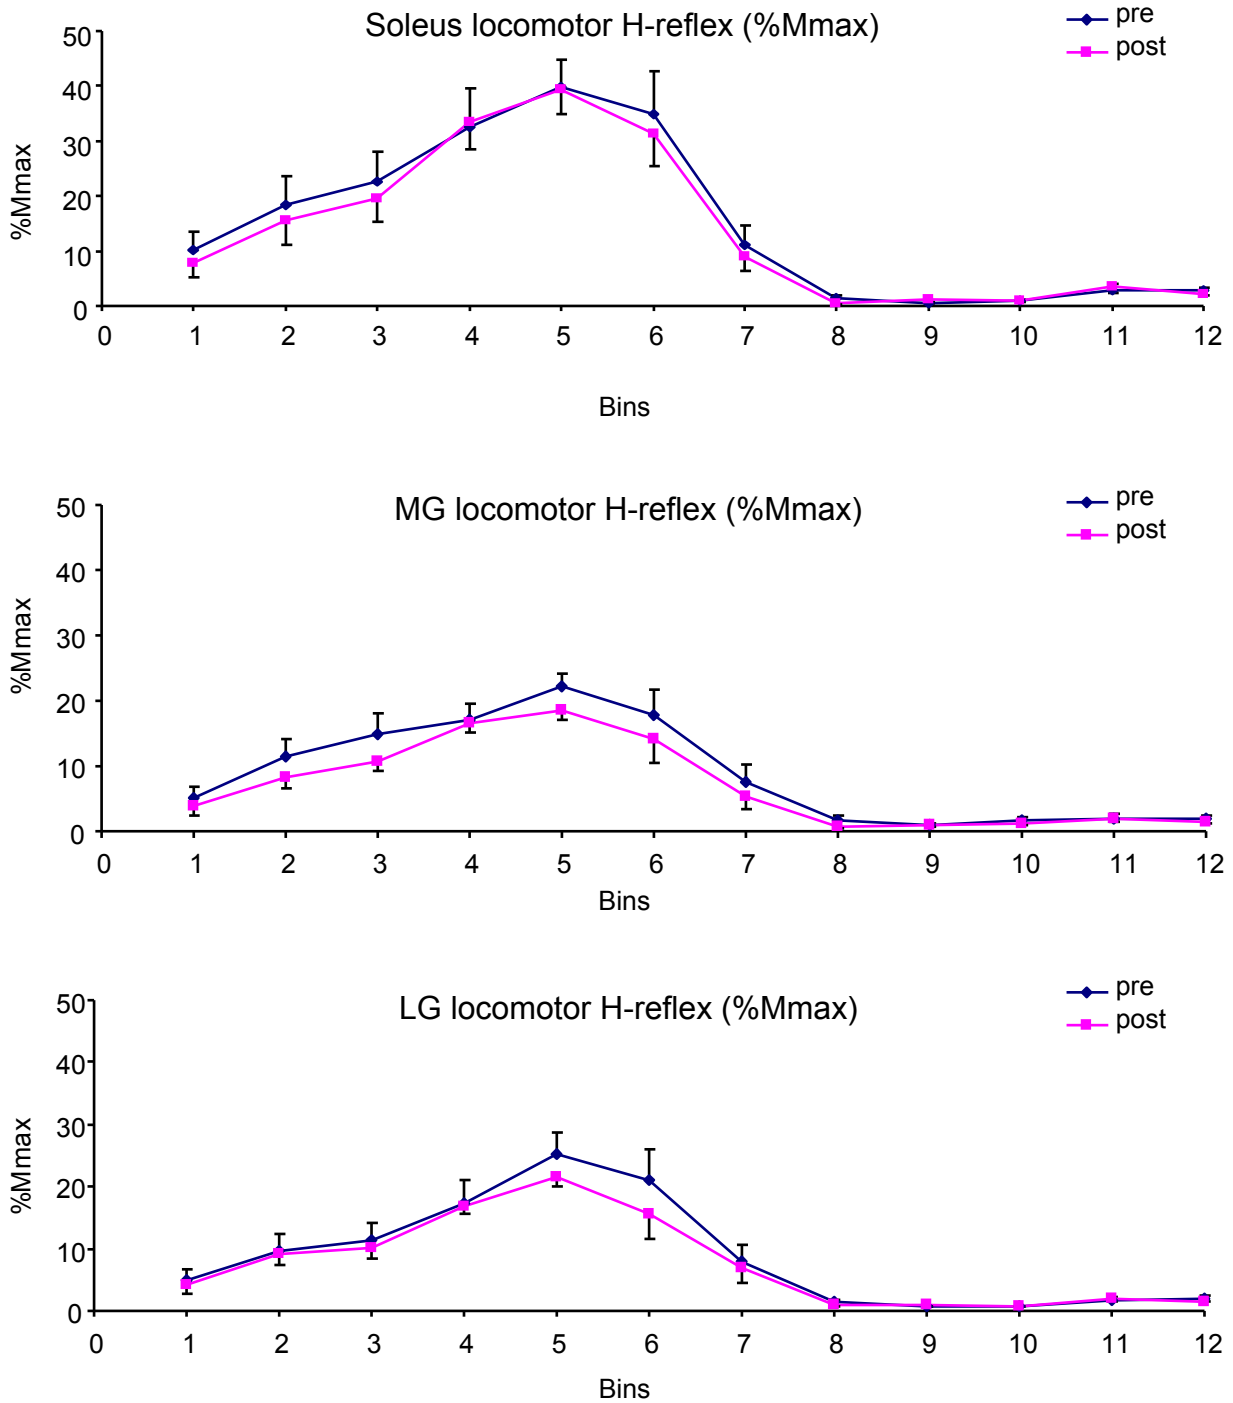 Soleus locomotor H-reflex (%Mmax)
pre
post
50
40
30
20
10
0
%Mmax
0 1 2 3 4 5 6 7 8 9 10 11 12
Bins
MG locomotor H-reflex (%Mmax)
pre
post
50
40
30
20
10
0
%Mmax
0 1 2 3 4 5 6 7 8 9 10 11 12
Bins
LG locomotor H-reflex (%Mmax)
pre
post
50
40
30
20
10
0
%Mmax
0 1 2 3 4 5 6 7 8 9 10 11 12
Bins